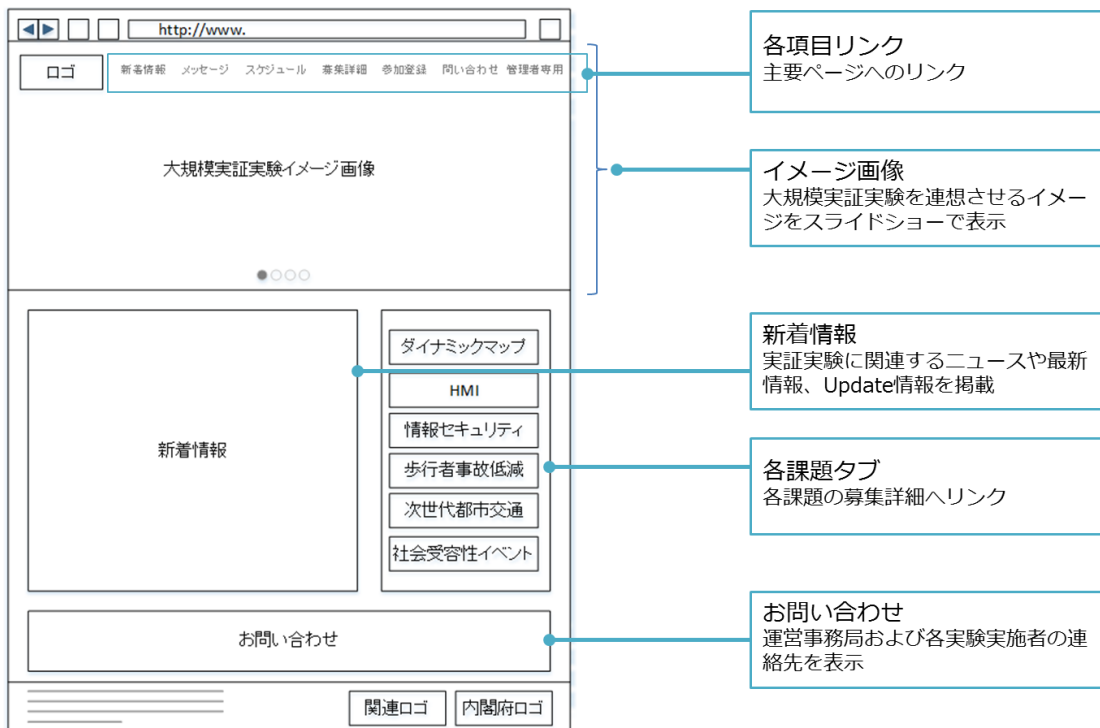 http://www.
ロゴ
新着情報 メッセージ スケジュール 募集詳細 参加登録 問い合わせ 管理者専用
大規模実証実験イメージ画像
新着情報
ダイナミックマップ
HMI
情報セキュリティ
歩行者事故低減
次世代都市交通
社会受容性イベント
お問い合わせ
関連ロゴ
内閣府ロゴ
各項目リンク
主要ページへのリンク
イメージ画像
大規模実証実験を連想させるイメー
ジをスライドショーで表示
新着情報
実証実験に関連するニュースや最新
情報、Update情報を掲載
各課題タブ
各課題の募集詳細へリンク
お問い合わせ
運営事務局および各実験実施者の連
絡先を表示